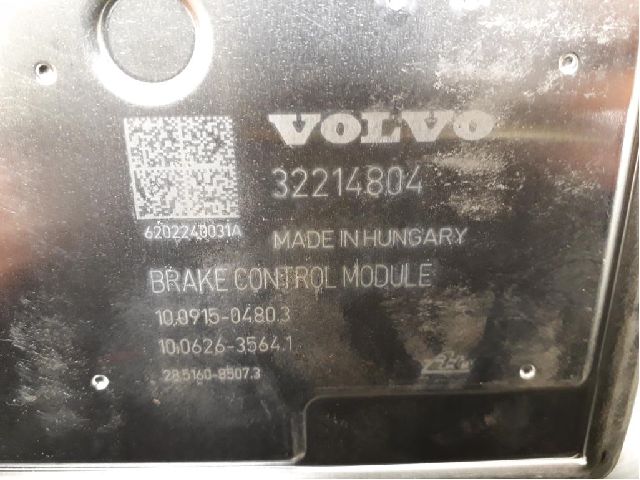 VOLVO
32214804
6202240031A
MADE IN HUNGARY
BRAKE CONTROL MODULE
10.0915-0480.3
10.0626-3564.1
28.5160-8507.3
Ate